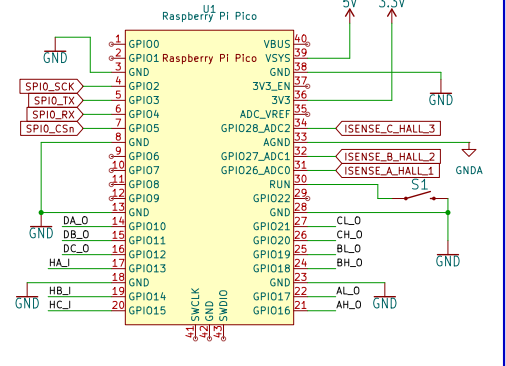 U1
Raspberry Pi Pico
5V
3.3V
1 GPIO0 VBUS 40
2 GPIO1 Raspberry Pi Pico VSYS 39
GND 3 GND GND 38
SPI0_SCK 4 GPIO2 3V3_EN 37
SPI0_TX 5 GPIO3 3V3 36 GND
SPI0_RX 6 GPIO4 ADC_VREF 35
SPI0_CSn 7 GPIO5 GPIO28_ADC2 34 ISENSE_C_HALL_3
8 GND AGND 33
9 GPIO6 GPIO27_ADC1 32 ISENSE_B_HALL_2
10 GPIO7 GPIO26_ADC0 31 ISENSE_A_HALL_1 GNDA
11 GPIO8 RUN 30 S1
12 GPIO9 GPIO22 29
13 GND GND 28
GND DA_O 14 GPIO10 GPIO21 27 CL_O
DB_O 15 GPIO11 GPIO20 26 CH_O
DC_O 16 GPIO12 GPIO19 25 BL_O
HA_I 17 GPIO13 GPIO18 24 BH_O GND
18 GND GND 23
GND HB_I 19 GPIO14 GPIO17 22 AL_O GND
HC_I 20 GPIO15 GPIO16 21 AH_O
SWCLK GND SWDIO
41 42 43